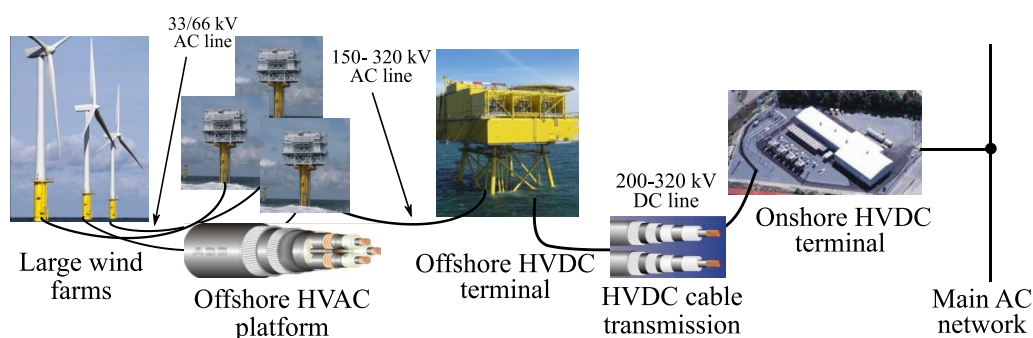 33/66 kV
AC line
150- 320 kV
AC line
200-320 kV
DC line
Onshore HVDC
terminal
ABB
Large wind
farms
Offshore HVAC
platform
Offshore HVDC
terminal
HVDC cable
transmission
Main AC
network